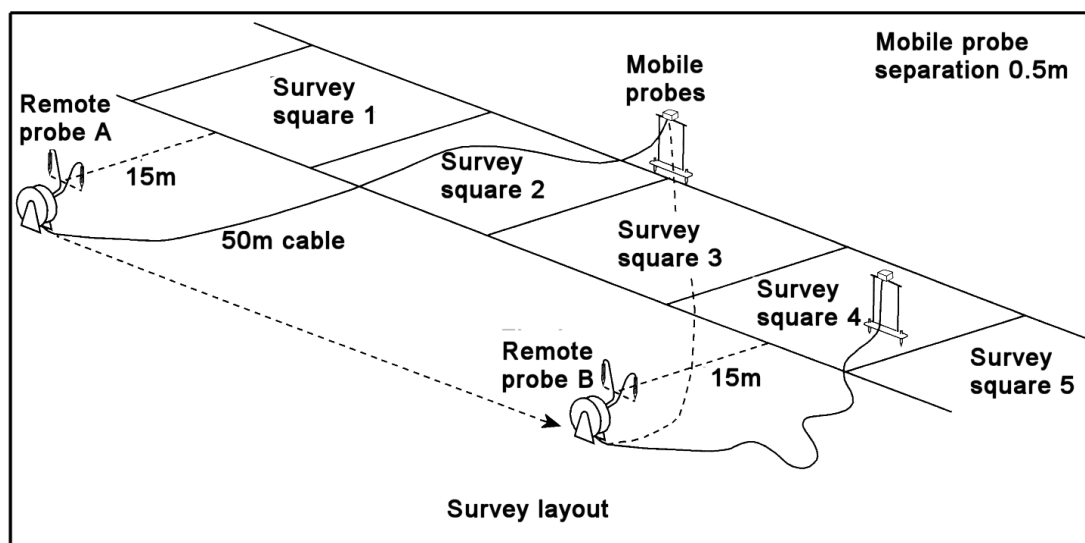 Mobile probe
separation 0.5m
Mobile
probes
Survey
square 1
Remote
probe A
15m
Survey
square 2
50m cable
Survey
square 3
Survey
square 4
Remote
probe B
15m
Survey
square 5
Survey layout